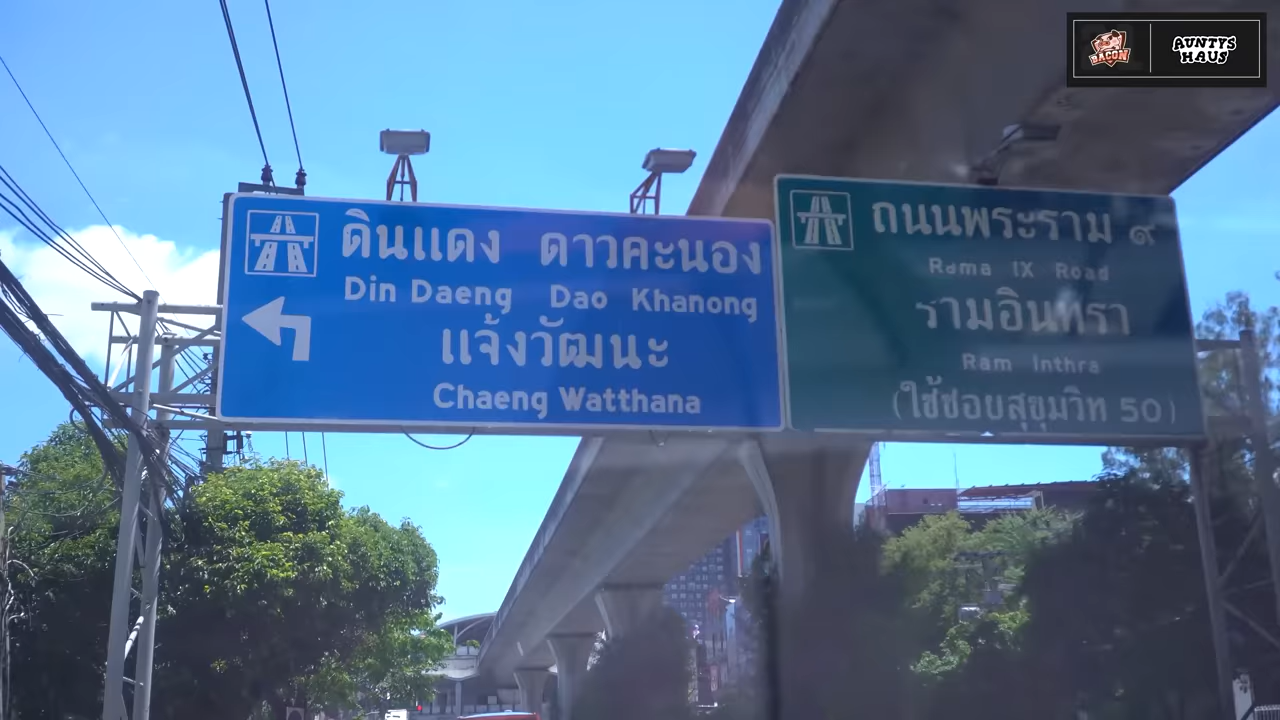 BACON
AUNTYS
HAUS
ดินแดง ดาวคะนอง
Din Daeng Dao Khanong
แจ้งวัฒนะ
Chaeng Watthana
ถนนพระราม ๙
Rama IX Road
รามอินทรา
Ram Inthra
(ใช้ซอยสุขุมวิท 50)